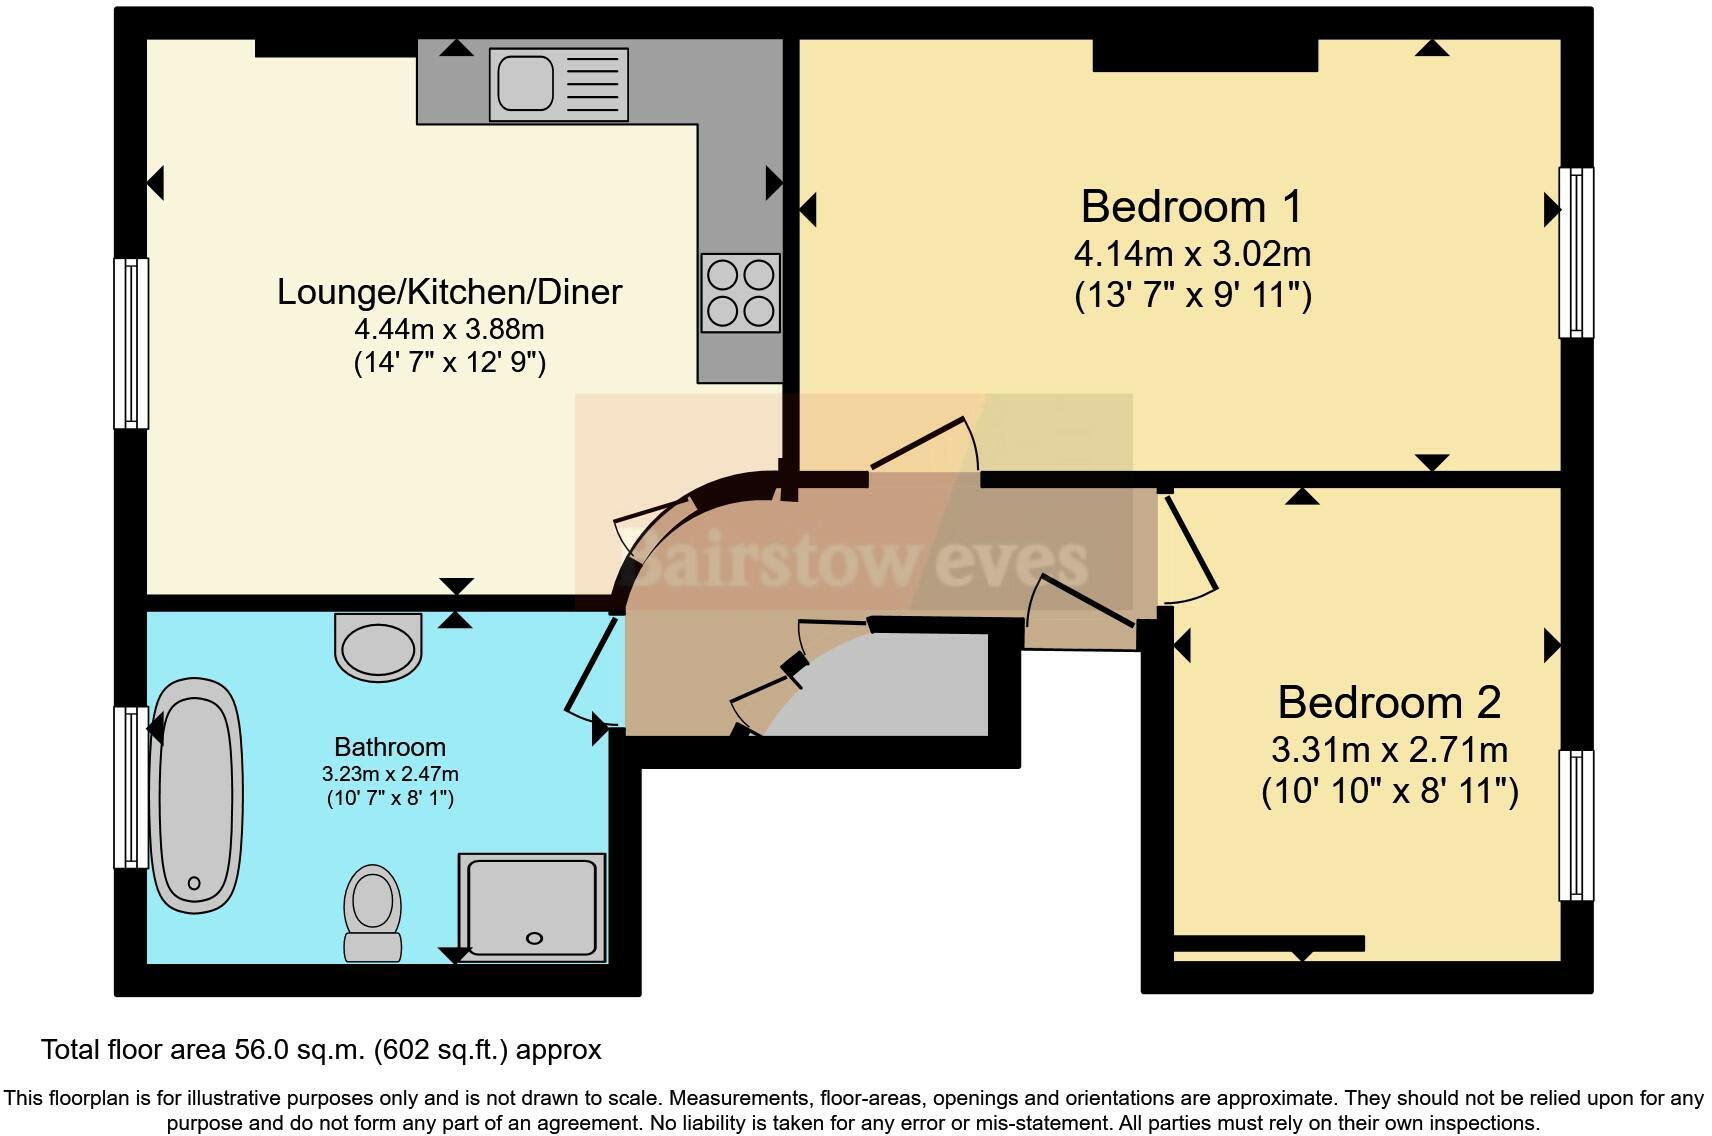 Lounge/Kitchen/Diner
4.44m x 3.88m
(14' 7" x 12' 9")
Bedroom 1
4.14m x 3.02m
(13' 7" x 9' 11")
Bairstow eves
Bedroom 2
3.31m x 2.71m
(10' 10" x 8' 11")
Bathroom
3.23m x 2.47m
(10' 7" x 8' 1")
Total floor area 56.0 sq.m. (602 sq.ft.) approx
This floorplan is for illustrative purposes only and is not drawn to scale. Measurements, floor-areas, openings and orientations are approximate. They should not be relied upon for any
purpose and do not form any part of an agreement. No liability is taken for any error or mis-statement. All parties must rely on their own inspections.